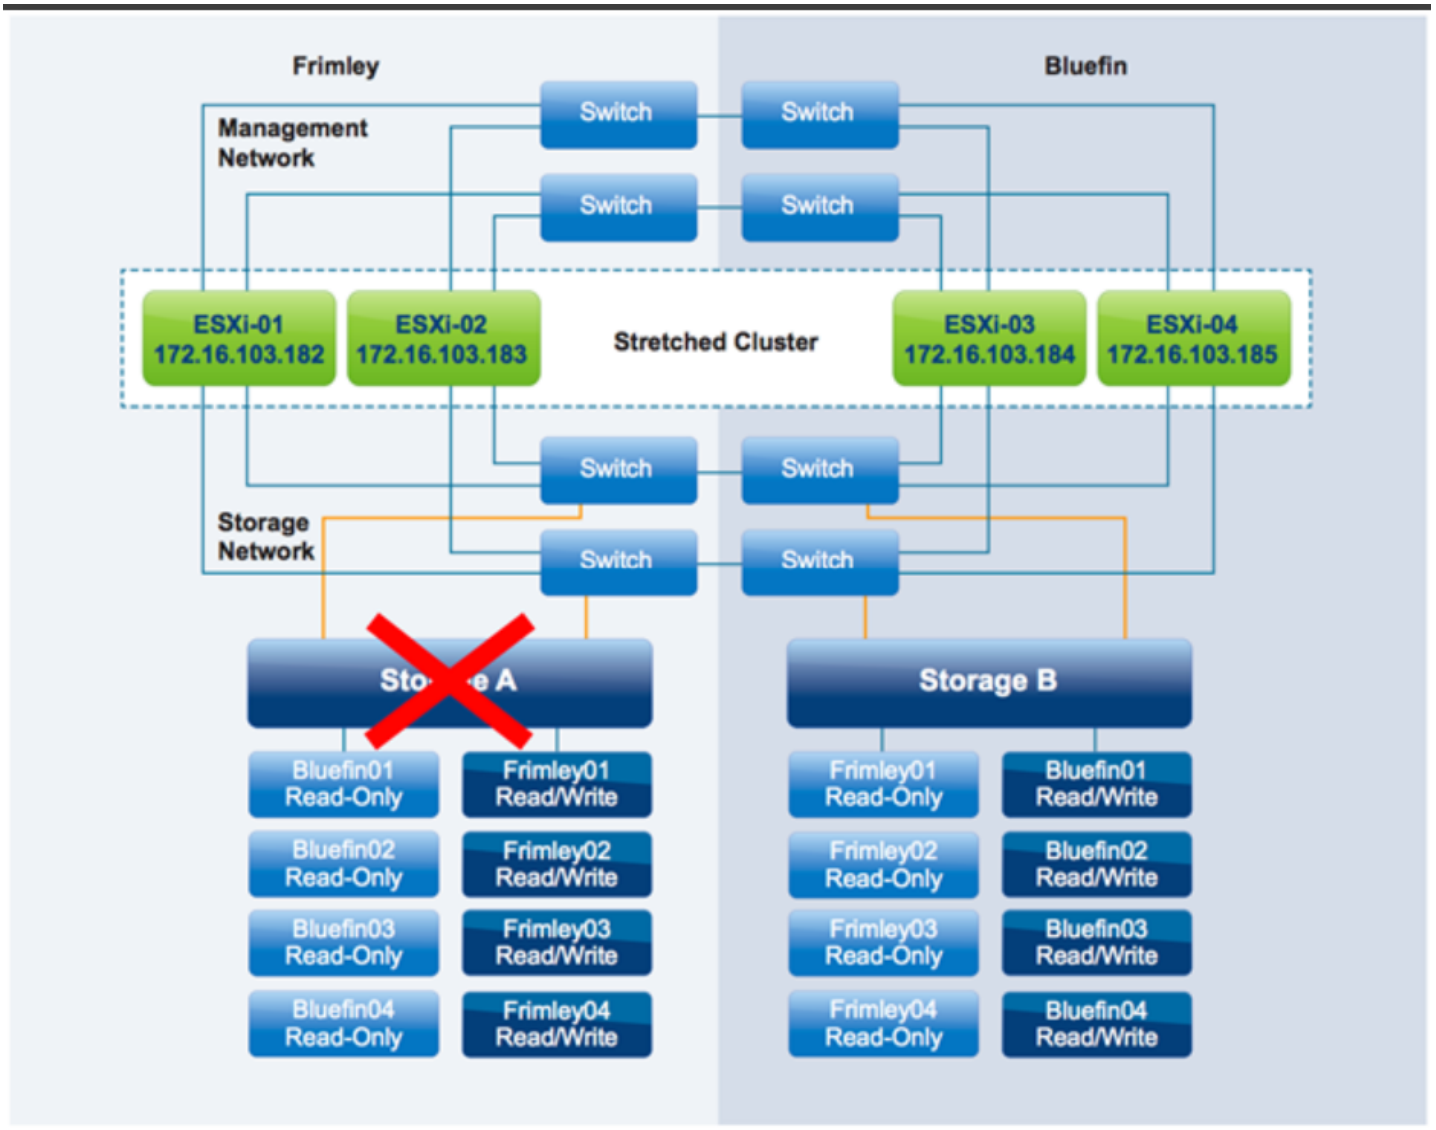 Frimley
Bluefin
Management
Network
Switch
Switch
Switch
Switch
ESXi-01
172.16.103.182
ESXi-02
172.16.103.183
Stretched Cluster
ESXi-03
172.16.103.184
ESXi-04
172.16.103.185
Switch
Switch
Storage
Network
Switch
Switch
A
Storage B
Bluefin01
Read-Only
Frimley01
Read/Write
Frimley01
Read-Only
Bluefin01
Read/Write
Bluefin02
Read-Only
Frimley02
Read/Write
Frimley02
Read-Only
Bluefin02
Read/Write
Bluefin03
Read-Only
Frimley03
Read/Write
Frimley03
Read-Only
Bluefin03
Read/Write
Bluefin04
Read-Only
Frimley04
Read/Write
Frimley04
Read-Only
Bluefin04
Read/Write